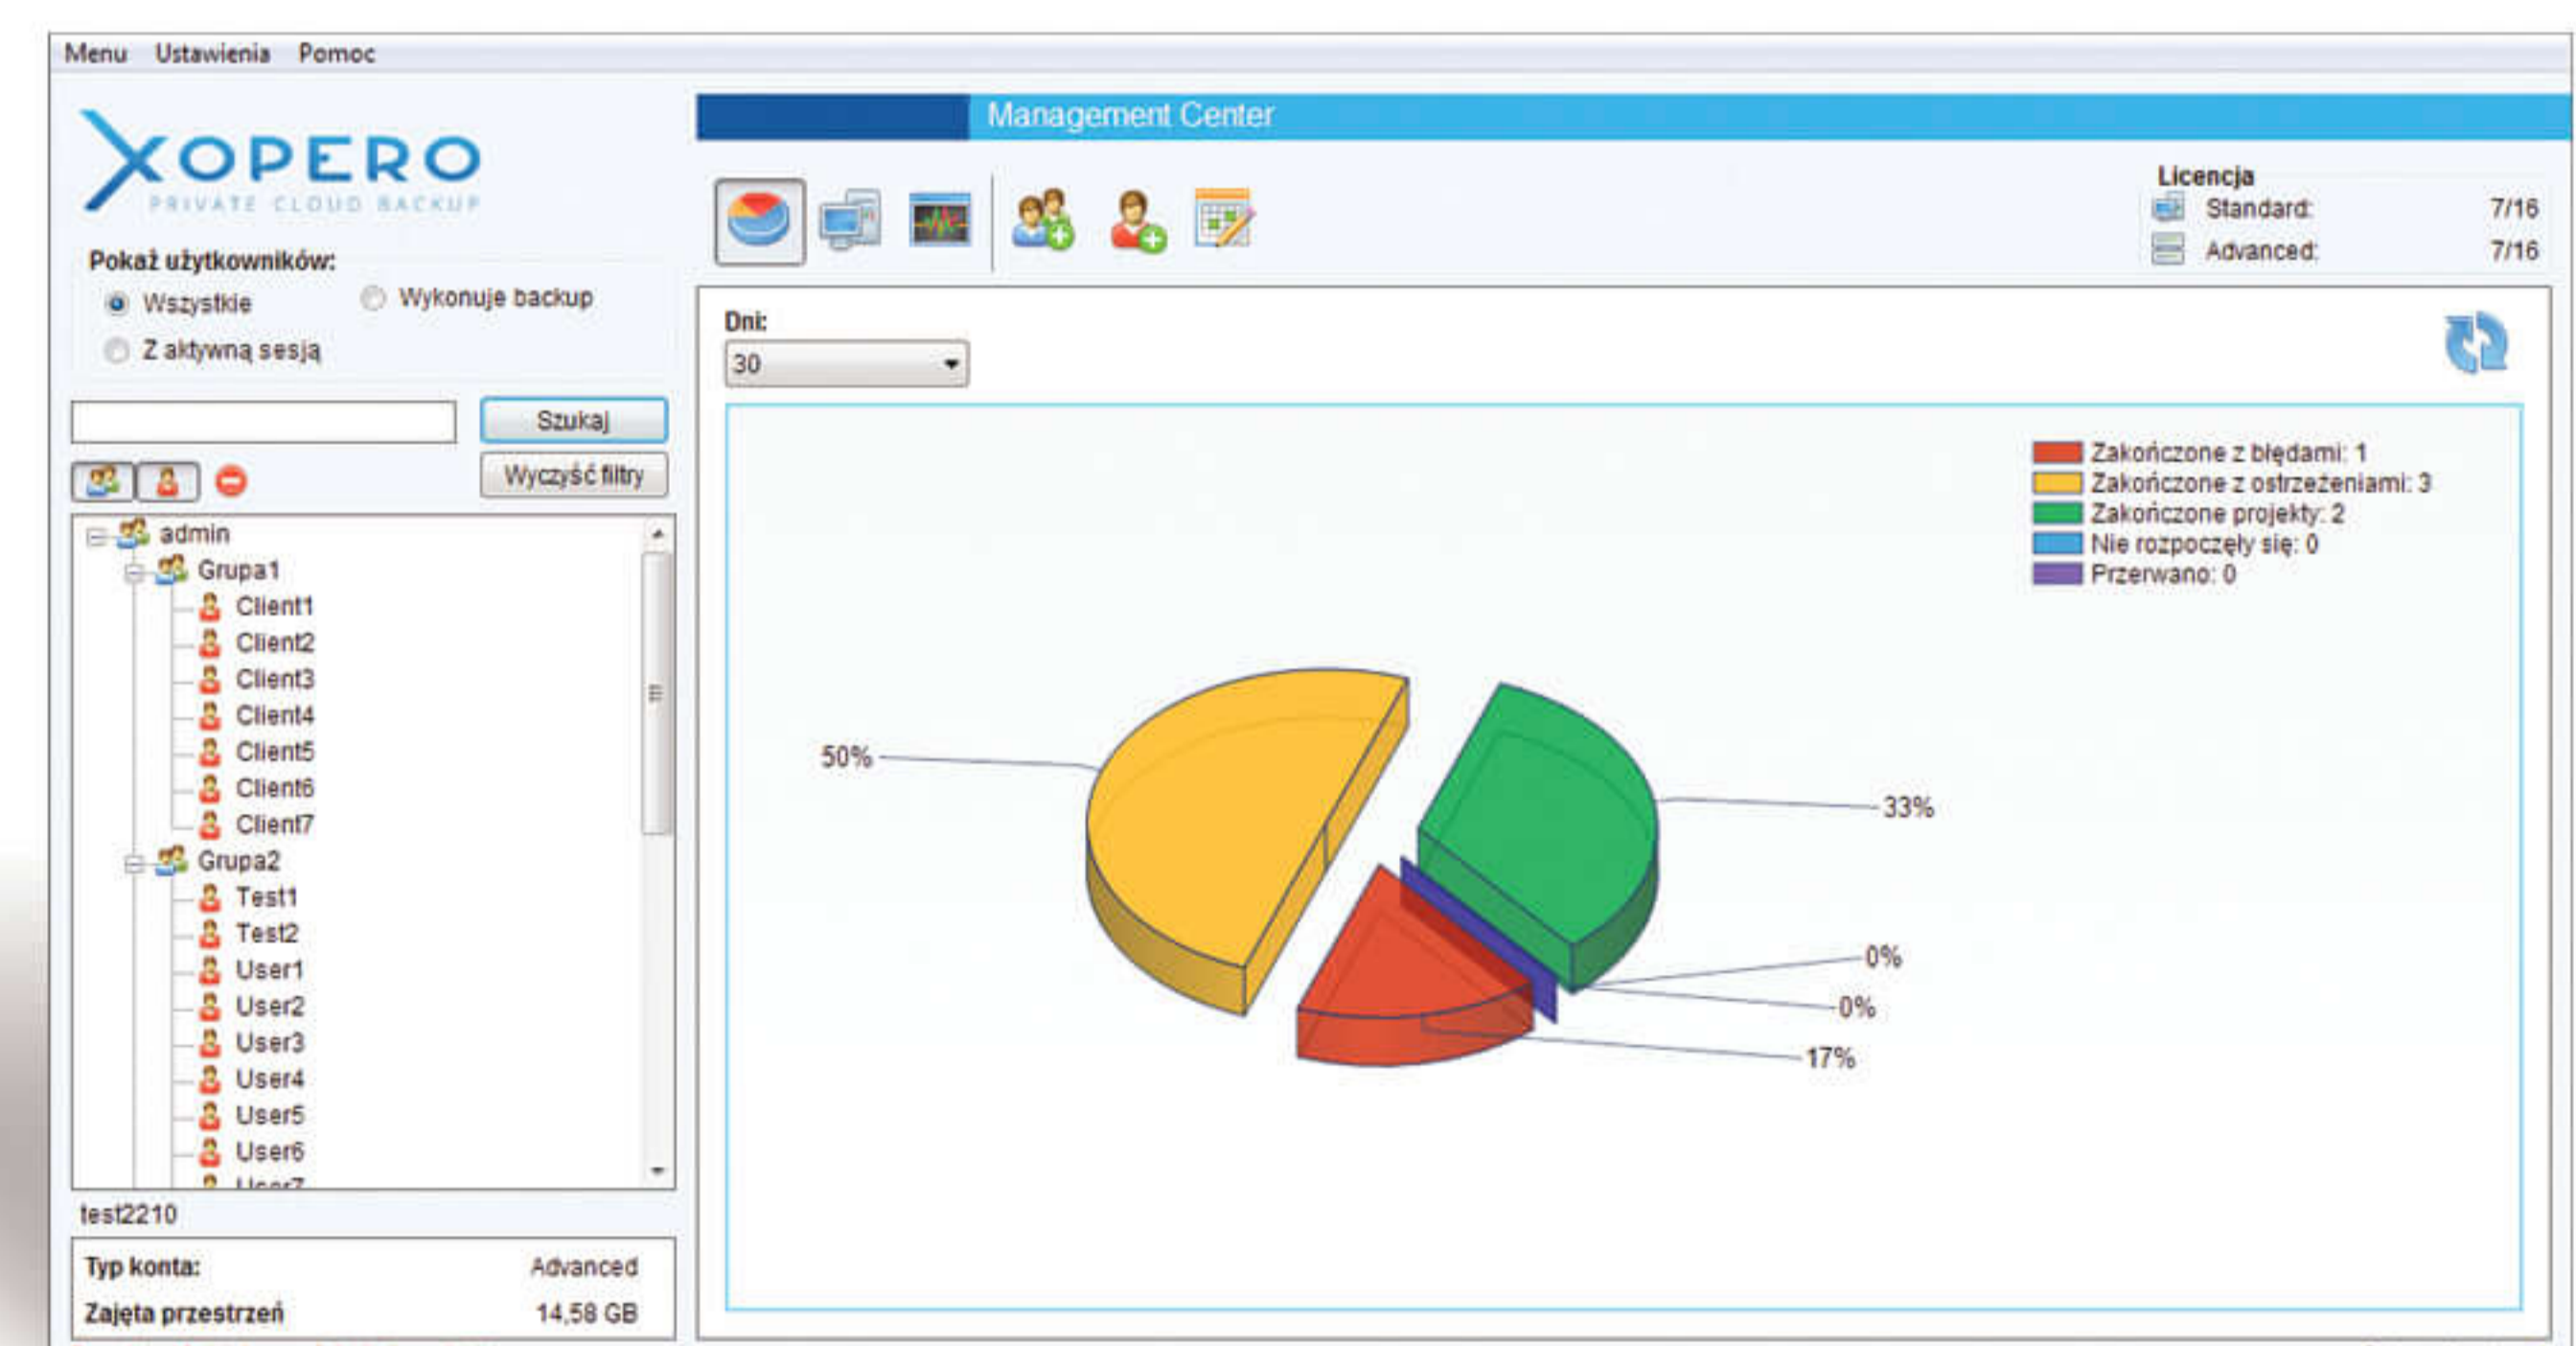 Menu Ustawienia Pomoc
XOPERO
PRIVATE CLOUD BACKUP
Management Center
Licencja
Standard: 7/16
Advanced: 7/16
Pokaż użytkowników:
Wszystkie
Wykonuje backup
Z aktywną sesją
Szukaj
Wyczyść filtry
admin
Grupa1
Client1
Client2
Client3
Client4
Client5
Client6
Client7
Grupa2
Test1
Test2
User1
User2
User3
User4
User5
User6
User7
test2210
Typ konta: Advanced
Zajęta przestrzeń 14,58 GB
Dni:
30
Zakończone z błędami: 1
Zakończone z ostrzeżeniami: 3
Zakończone projekty: 2
Nie rozpoczęły się: 0
Przerwano: 0
50%
33%
0%
0%
17%